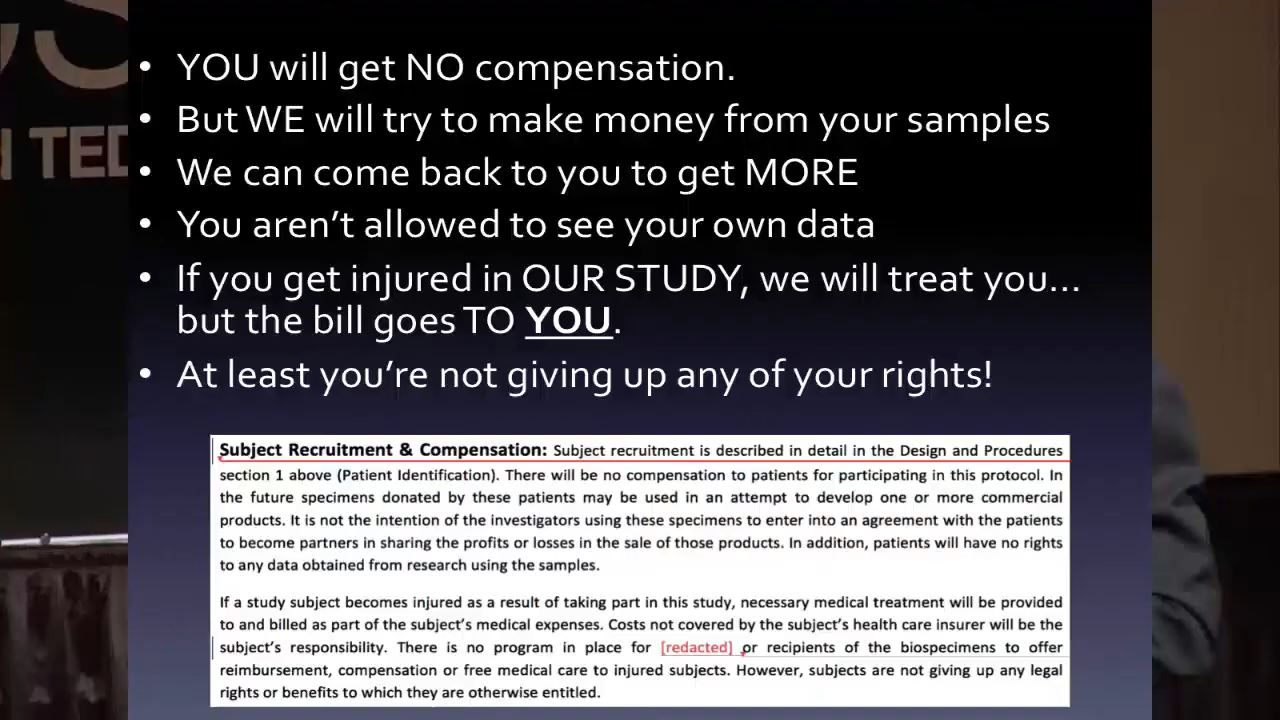 TED
• YOU will get NO compensation.
• But WE will try to make money from your samples
• We can come back to you to get MORE
• You aren't allowed to see your own data
• If you get injured in OUR STUDY, we will treat you...
but the bill goes TO YOU.
• At least you're not giving up any of your rights!
Subject Recruitment & Compensation: Subject recruitment is described in detail in the Design and Procedures
section 1 above (Patient Identification). There will be no compensation to patients for participating in this protocol. In
the future specimens donated by these patients may be used in an attempt to develop one or more commercial
products. It is not the intention of the investigators using these specimens to enter into an agreement with the patients
to become partners in sharing the profits or losses in the sale of those products. In addition, patients will have no rights
to any data obtained from research using the samples.
If a study subject becomes injured as a result of taking part in this study, necessary medical treatment will be provided
to and billed as part of the subject's medical expenses. Costs not covered by the subject's health care insurer will be the
subject's responsibility. There is no program in place for [redacted] or recipients of the biospecimens to offer
reimbursement, compensation or free medical care to injured subjects. However, subjects are not giving up any legal
rights or benefits to which they are otherwise entitled.